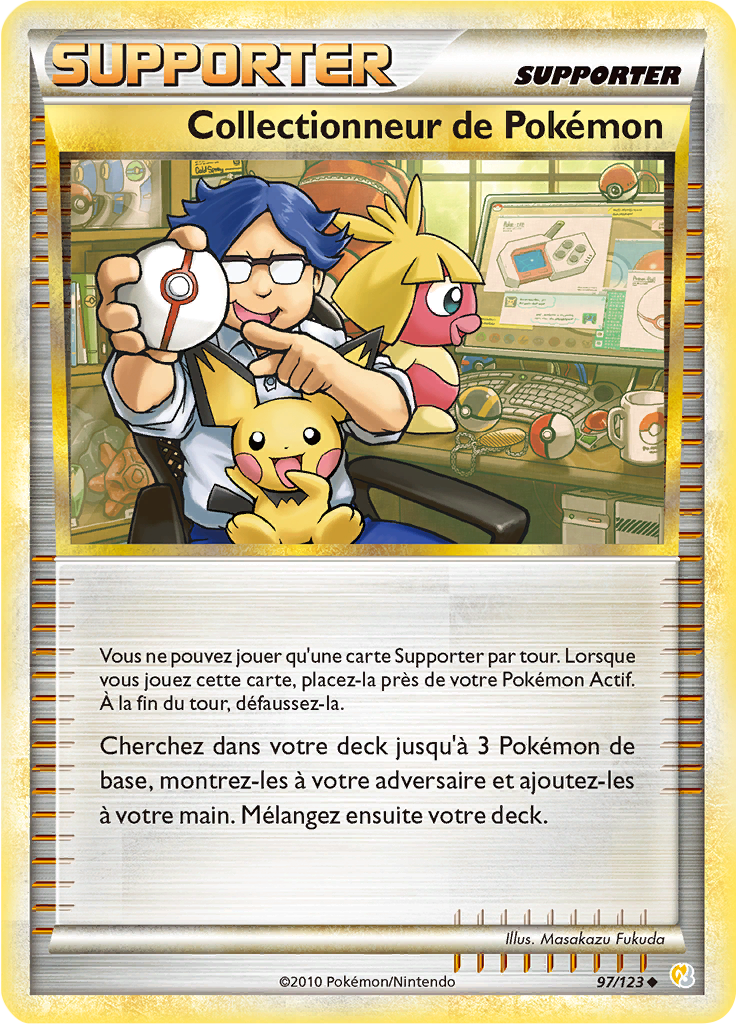 SUPPORTER
SUPPORTER
Collectionneur de Pokémon
Vous ne pouvez jouer qu'une carte Supporter par tour. Lorsque
vous jouez cette carte, placez-la près de votre Pokémon Actif.
À la fin du tour, défaussez-la.
Cherchez dans votre deck jusqu'à 3 Pokémon de
base, montrez-les à votre adversaire et ajoutez-les
à votre main. Mélangez ensuite votre deck.
Illus. Masakazu Fukuda
©2010 Pokémon/Nintendo
97/123